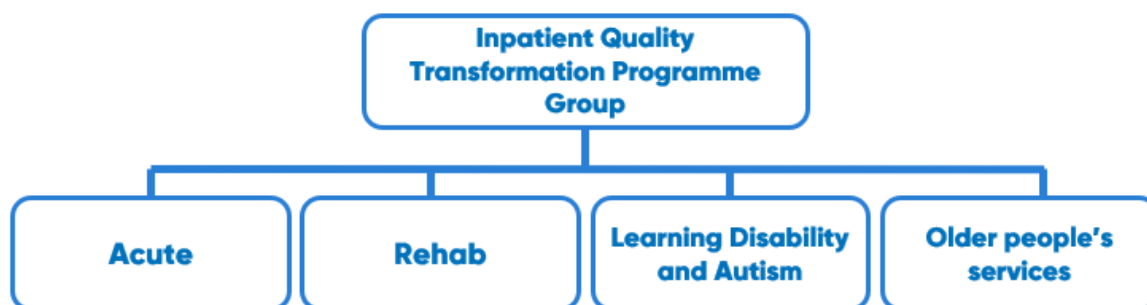 Inpatient Quality
Transformation Programme
Group
Acute
Rehab
Learning Disability
and Autism
Older people's
services